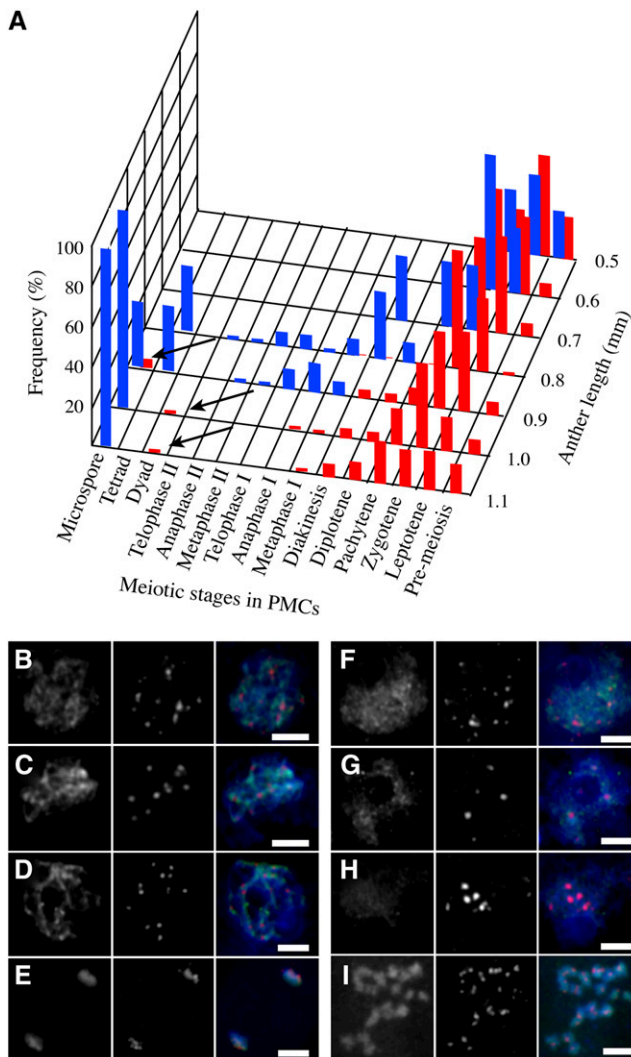 A
Frequency (%)
100
80
60
40
20
Microspore
Tetrad
Dyad
Telophase II
Anaphase II
Metaphase II
Telophase I
Anaphase I
Metaphase I
Diakinesis
Diplotene
Pachytene
Zygotene
Leptotene
Pre-meiosis
Meiotic stages in PMCs
0.5
0.6
0.7
0.8
0.9
1.0
1.1
Anther length (mm)
B
F
C
G
D
H
E
I